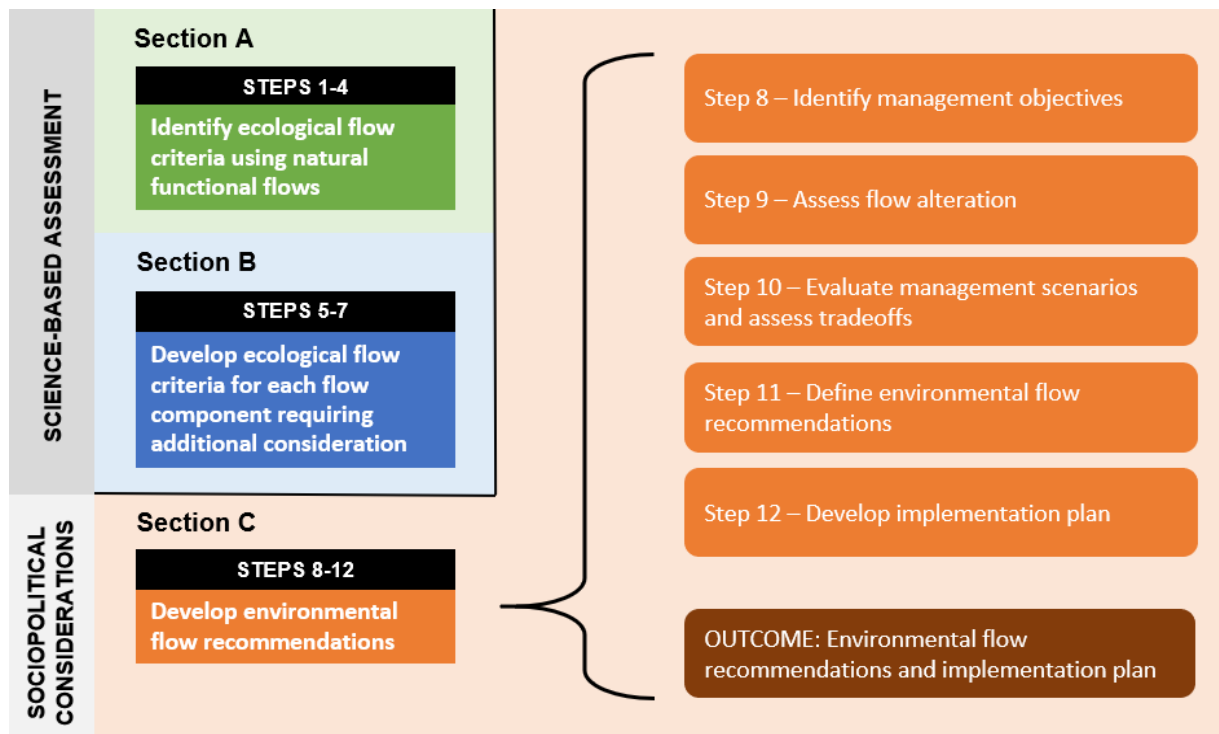 SCIENCE-BASED ASSESSMENT
Section A
STEPS 1-4
Identify ecological flow
criteria using natural
functional flows
Section B
STEPS 5-7
Develop ecological flow
criteria for each flow
component requiring
additional consideration
SOCIOPOLITICAL
CONSIDERATIONS
Section C
STEPS 8-12
Develop environmental
flow recommendations
Step 8 – Identify management objectives
Step 9 – Assess flow alteration
Step 10 – Evaluate management scenarios
and assess tradeoffs
Step 11 – Define environmental flow
recommendations
Step 12 – Develop implementation plan
OUTCOME: Environmental flow
recommendations and implementation plan